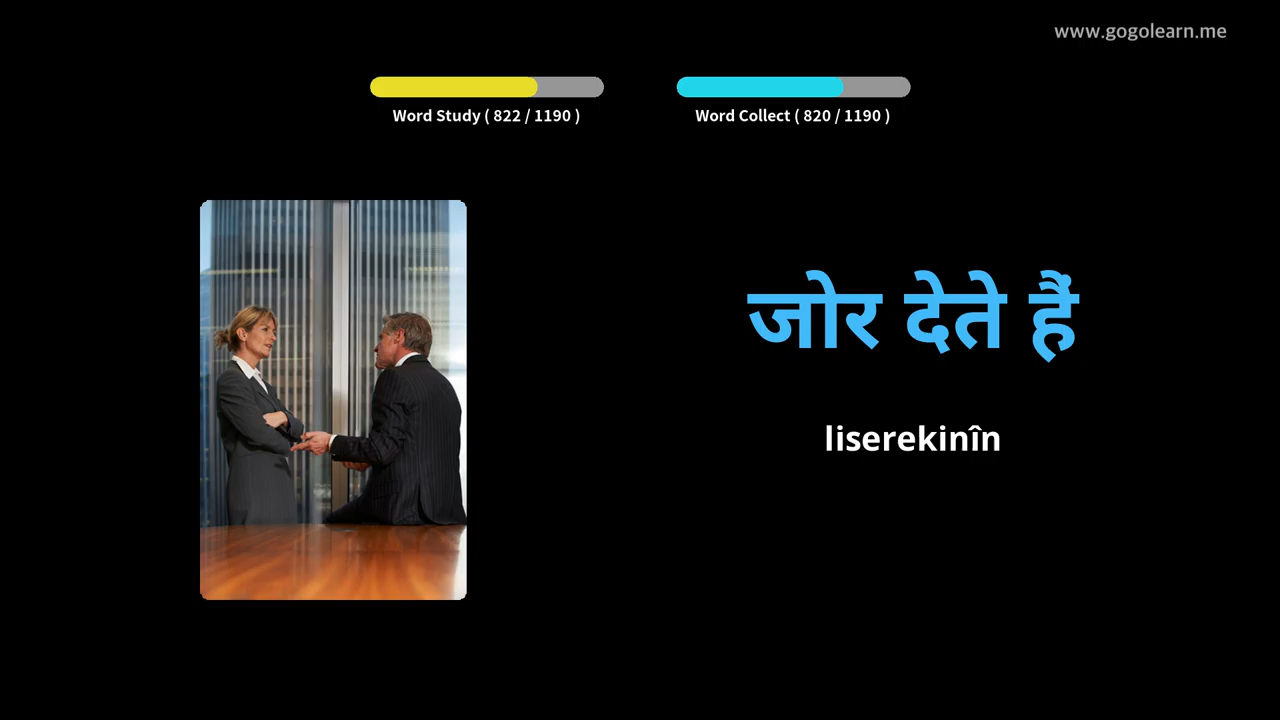 www.gogolearn.me
Word Study ( 822 / 1190 )
Word Collect ( 820 / 1190 )
जोर देते हैं
liserekinîn